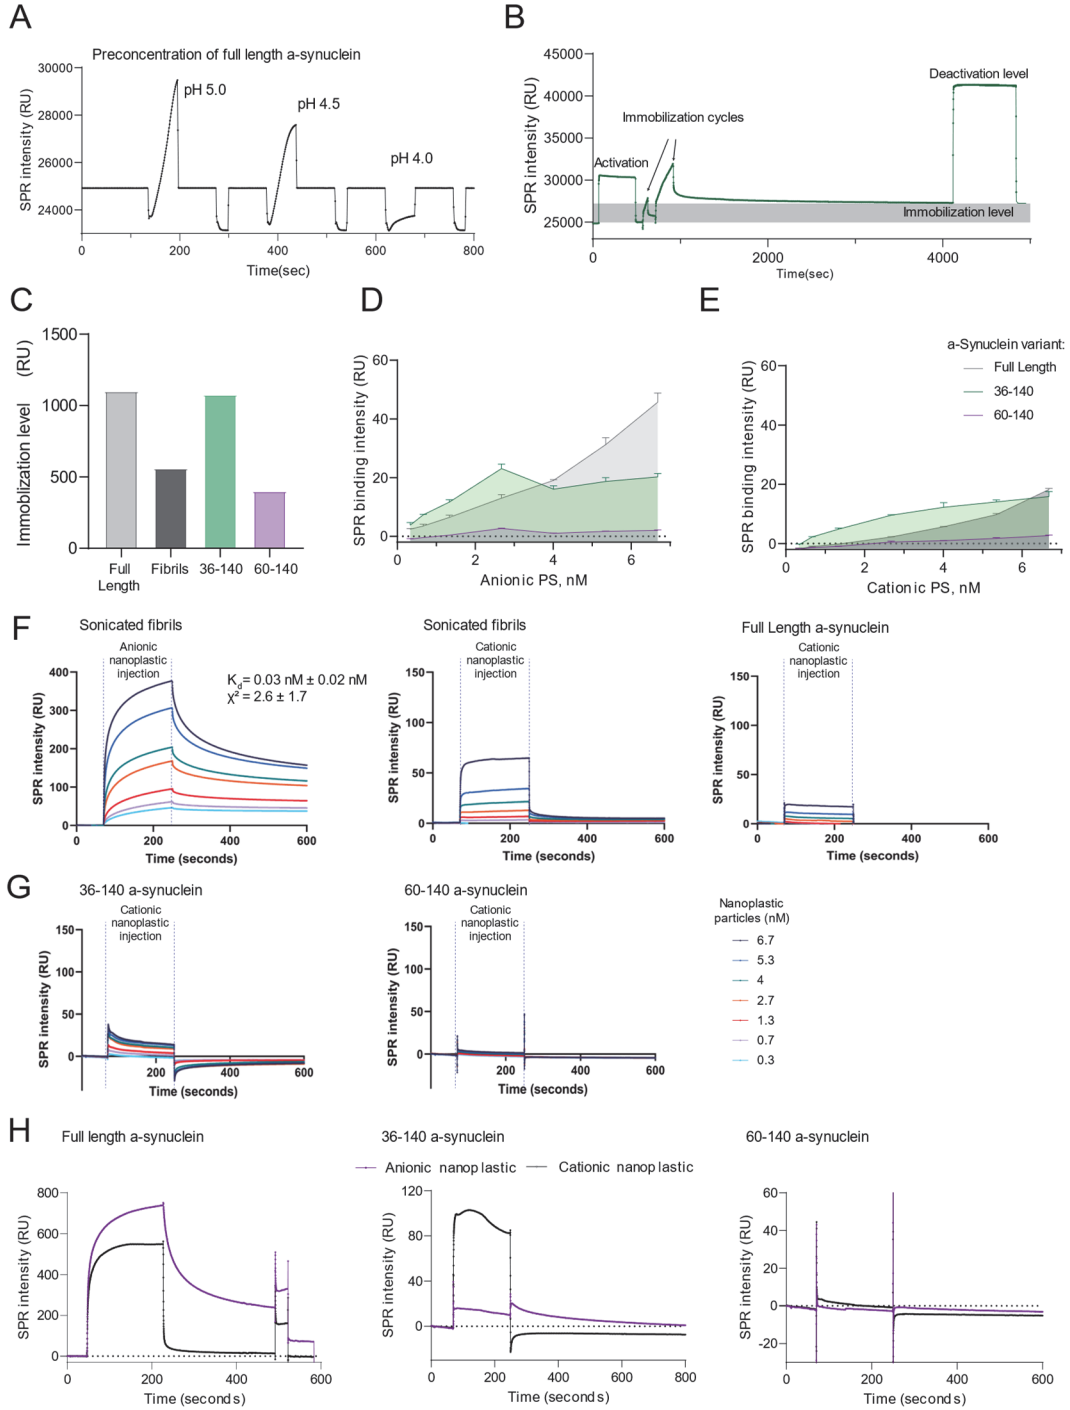 A
Preconcentration of full length a-synuclein
SPR intensity (RU)
30000
28000
26000
24000
pH 5.0
pH 4.5
pH 4.0
0
200
400
600
800
Time(sec)
B
SPR intensity (RU)
45000
40000
35000
30000
25000
Deactivation level
Immobilization cycles
Activation
Immobilization level
0
2000
4000
Time(sec)
C
Immoblization level (RU)
1500
1000
500
0
Full Length
Fibrils
36-140
60-140
D
SPR binding intensity (RU)
60
40
20
0
0
2
4
6
Anionic PS, nM
E
SPR binding intensity (RU)
60
40
20
0
0
2
4
6
Cationic PS, nM
a-Synuclein variant:
Full Length
36-140
60-140
F
Sonicated fibrils
Anionic
nanoplastic
injection
Kd= 0.03 nM ± 0.02 nM
χ² = 2.6 ± 1.7
SPR intensity (RU)
400
300
200
100
0
0
200
400
600
Time (seconds)
Sonicated fibrils
Cationic
nanoplastic
injection
SPR intensity (RU)
150
100
50
0
0
200
400
600
Time (seconds)
Full Length a-synuclein
Cationic
nanoplastic
injection
SPR intensity (RU)
150
100
50
0
0
200
400
600
Time (seconds)
G
36-140 a-synuclein
Cationic
nanoplastic
injection
SPR intensity (RU)
150
100
50
0
200
400
600
Time (seconds)
60-140 a-synuclein
Cationic
nanoplastic
injection
SPR intensity (RU)
150
100
50
0
200
400
600
Time (seconds)
Nanoplastic
particles (nM)
6.7
5.3
4
2.7
1.3
0.7
0.3
H
Full length a-synuclein
36-140 a-synuclein
60-140 a-synuclein
Anionic nanoplastic
Cationic nanoplastic
SPR intensity (RU)
800
600
400
200
0
0
200
400
600
Time (seconds)
SPR intensity (RU)
120
80
40
0
0
200
400
600
800
Time (seconds)
SPR intensity (RU)
60
40
20
0
-20
0
200
400
600
Time (seconds)